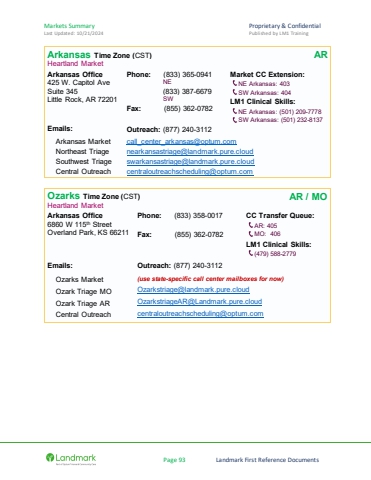 Markets Summary
Proprietary & Confidential
Last Updated: 10/21/2024
Published by LML Training
Arkansas Time Zone (CST) AR
Heartland Market
Arkansas Office Phone: (833) 365-0941 Market CC Extension:
425 W. Capitol Ave NE NE Arkansas: 403
Suite 345 (833) 387-6679 SW Arkansas: 404
Little Rock, AR 72201 SW LM1 Clinical Skills:
Fax: (855) 362-0782 NE Arkansas: (501) 209-7778
SW Arkansas: (501) 232-8137
Emails: Outreach: (877) 240-3112
Arkansas Market call_center_arkansas@optum.com
Northeast Triage nearkansastriage@landmark.pure.cloud
Southwest Triage swarkansastriage@landmark.pure.cloud
Central Outreach centraloutreachscheduling@optum.com
Ozarks Time Zone (CST) AR / MO
Heartland Market
Arkansas Office Phone: (833) 358-0017 CC Transfer Queue:
6860 W 115th Street AR: 405
Overland Park, KS 66211 Fax: (855) 362-0782 MO: 406
LM1 Clinical Skills:
(479) 588-2779
Emails: Outreach: (877) 240-3112
Ozarks Market (use state-specific call center mailboxes for now)
Ozark Triage MO Ozarkstriage@landmark.pure.cloud
Ozark Triage AR OzarkstriageAR@Landmark.pure.cloud
Central Outreach centraloutreachscheduling@optum.com
Landmark Page 93 Landmark First Reference Documents